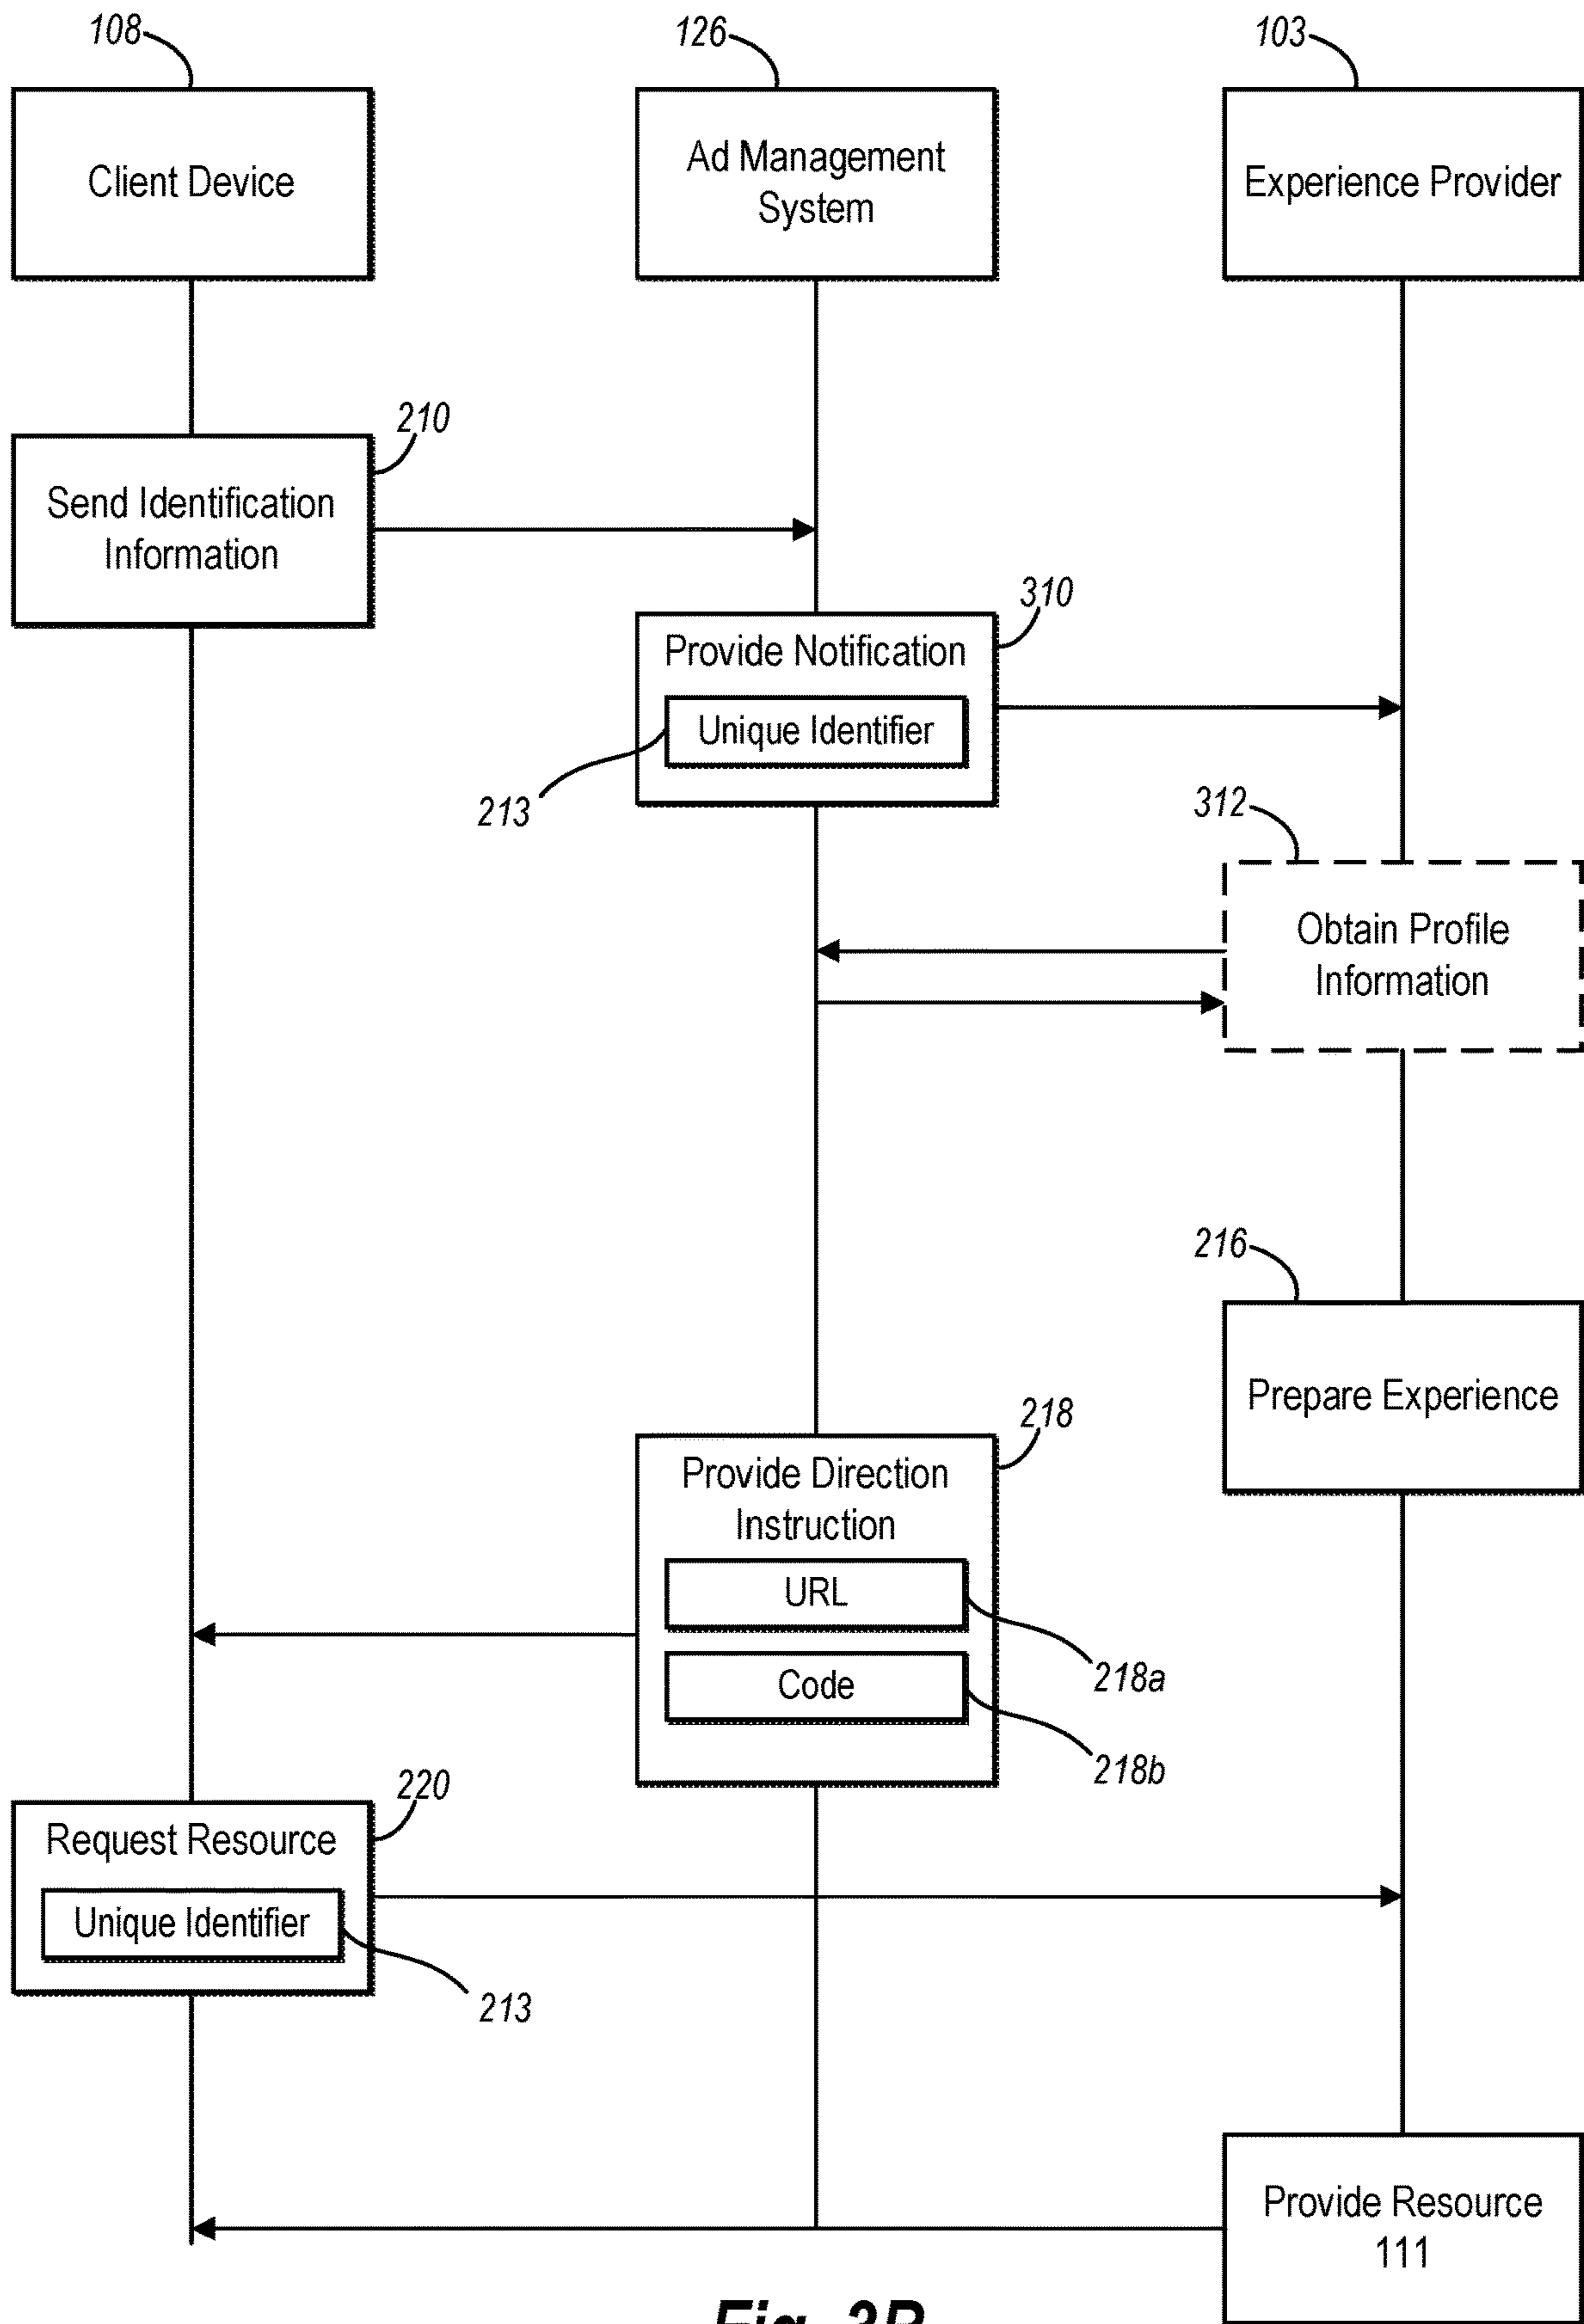 108
126
103
Client Device
Ad Management
System
Experience Provider
210
Send Identification
Information
310
Provide Notification
Unique Identifier
213
312
Obtain Profile
Information
216
Prepare Experience
218
Provide Direction
Instruction
URL
218a
Code
218b
220
Request Resource
Unique Identifier
213
Provide Resource
111